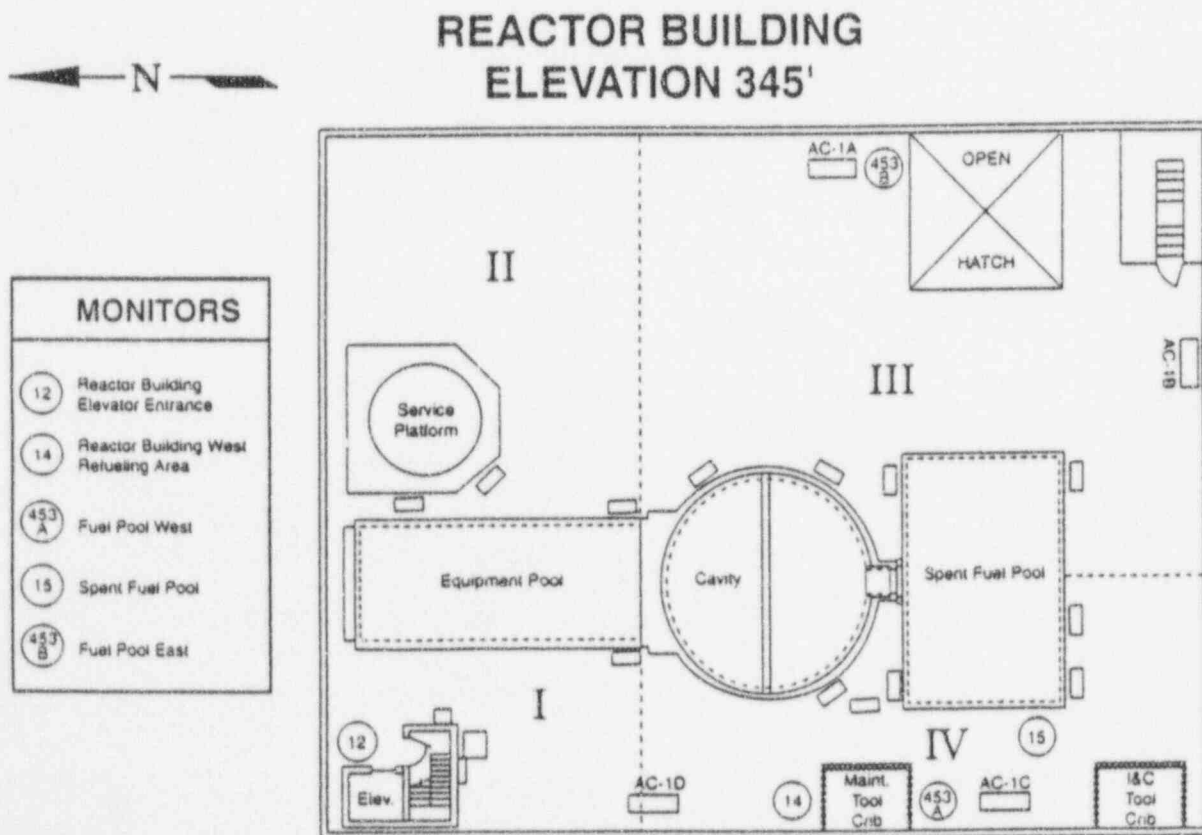 REACTOR BUILDING
ELEVATION 345'
N
MONITORS
12 Reactor Building
Elevator Entrance
14 Reactor Building West
Refueling Area
453
A Fuel Pool West
15 Spent Fuel Pool
453
B Fuel Pool East
AC-1A
453
B
OPEN
HATCH
II
III
AC-1B
Service
Platform
Equipment Pool
Cavity
Spent Fuel Pool
I
IV
12
15
Elev.
AC-1D
14
Maint.
Tool
Crib
453
A
AC-1C
I&C
Tool
Crib